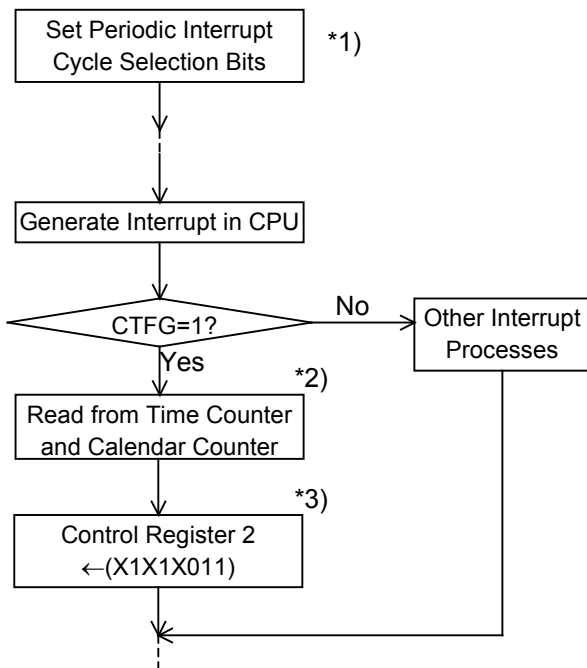 Set Periodic Interrupt
Cycle Selection Bits
*1)
Generate Interrupt in CPU
CTFG=1?
No
Other Interrupt
Processes
Yes
*2)
Read from Time Counter
and Calendar Counter
*3)
Control Register 2
←(X1X1X011)